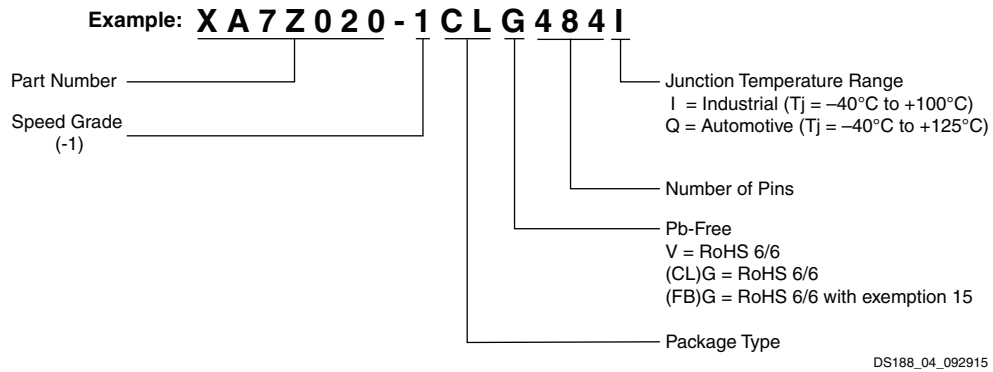 Example: XA7Z020-1CLG484I
Part Number
Speed Grade
(-1)
Junction Temperature Range
I = Industrial (Tj = –40°C to +100°C)
Q = Automotive (Tj = –40°C to +125°C)
Number of Pins
Pb-Free
V = RoHS 6/6
(CL)G = RoHS 6/6
(FB)G = RoHS 6/6 with exemption 15
Package Type
DS188_04_092915